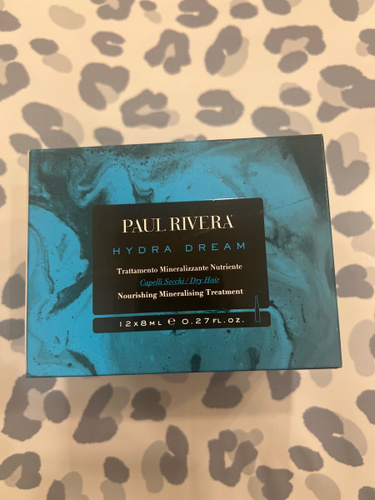 PAUL RIVERA
HYDRA DREAM
Trattamento Mineralizzante Nutriente
Capelli Secchi / Dry Hair
Nourishing Mineralising Treatment
12x8ML ℮ 0.27FL.OZ.